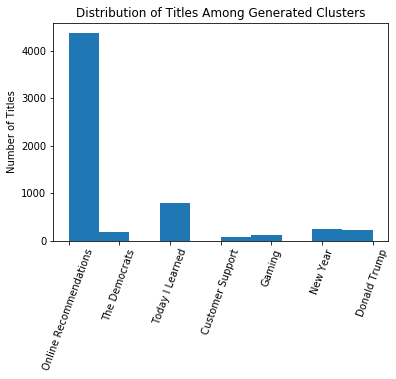 Distribution of Titles Among Generated Clusters
Number of Titles
4000
3000
2000
1000
0
Online Recommendations
The Democrats
Today I Learned
Customer Support
Gaming
New Year
Donald Trump